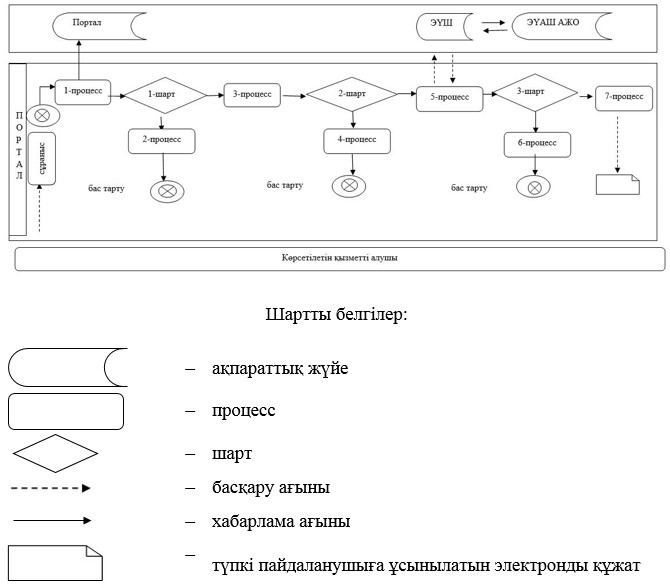 Портал
ЭҮШ
ЭҮАШ АЖО
ПОРТАЛ
1-процесс
1-шарт
3-процесс
2-шарт
5-процесс
3-шарт
7-процесс
сұраныс
2-процесс
4-процесс
6-процесс
бас тарту
бас тарту
бас тарту
Көрсетілетін қызметті алушы
Шартты белгілер:
– ақпараттық жүйе
– процесс
– шарт
– басқару ағыны
– хабарлама ағыны
– түпкі пайдаланушыға ұсынылатын электронды құжат